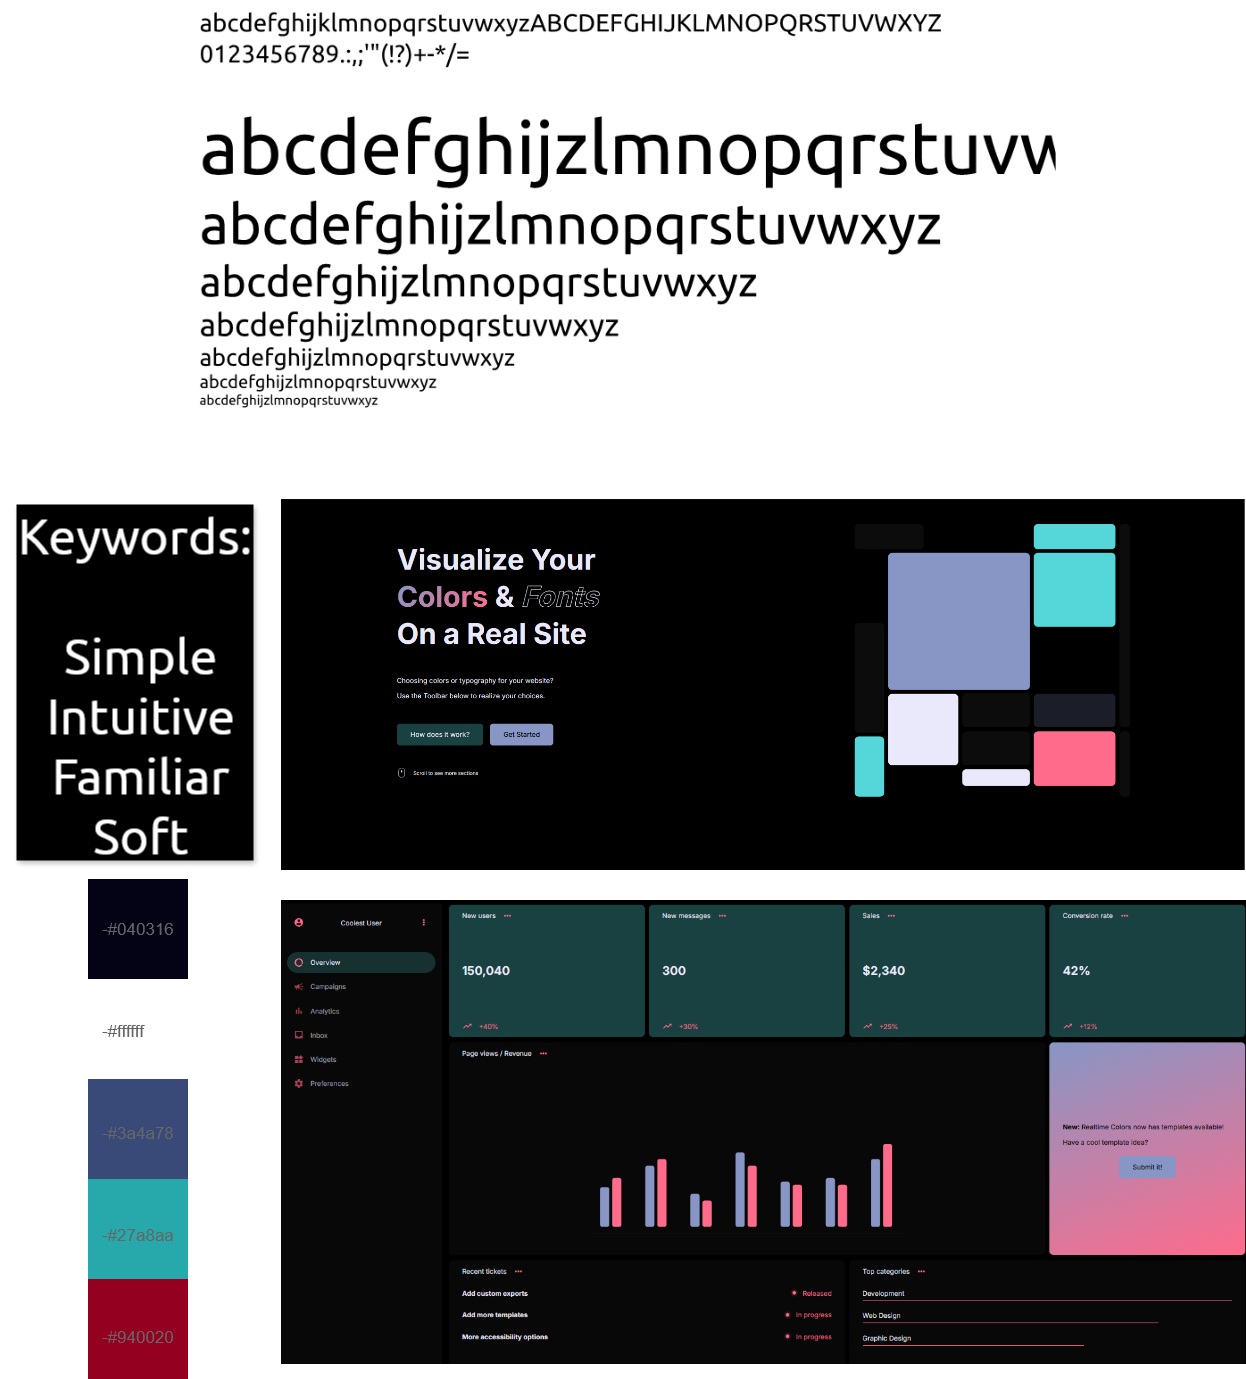 abcdefghijklmnopqrstuvwxyzABCDEFGHIJKLMNOPQRSTUVWXYZ
0123456789.:,;'"(!?)+-*/=
abcdefghijzlmnopqrstuvw
abcdefghijzlmnopqrstuvwxyz
abcdefghijzlmnopqrstuvwxyz
abcdefghijzlmnopqrstuvwxyz
abcdefghijzlmnopqrstuvwxyz
abcdefghijzlmnopqrstuvwxyz
abcdefghijzlmnopqrstuvwxyz
Keywords:
Simple
Intuitive
Familiar
Soft
-#040316
-#ffffff
-#3a4a78
-#27a8aa
-#940020
Visualize Your
Colors & Fonts
On a Real Site
Choosing colors or typography for your website?
Use the Toolbar below to realize your choices.
How does it work? Get Started
Scroll to see more sections
Coolest User
Overview
Campaigns
Analytics
Inbox
Widgets
Preferences
New users
150,040
+40%
New messages
300
+30%
Sales
$2,340
+25%
Conversion rate
42%
+12%
Page views / Revenue
New: Realtime Colors now has templates available!
Have a cool template idea?
Submit it!
Recent tickets
Add custom exports Released
Add more templates In progress
More accessibility options In progress
Top categories
Development
Web Design
Graphic Design